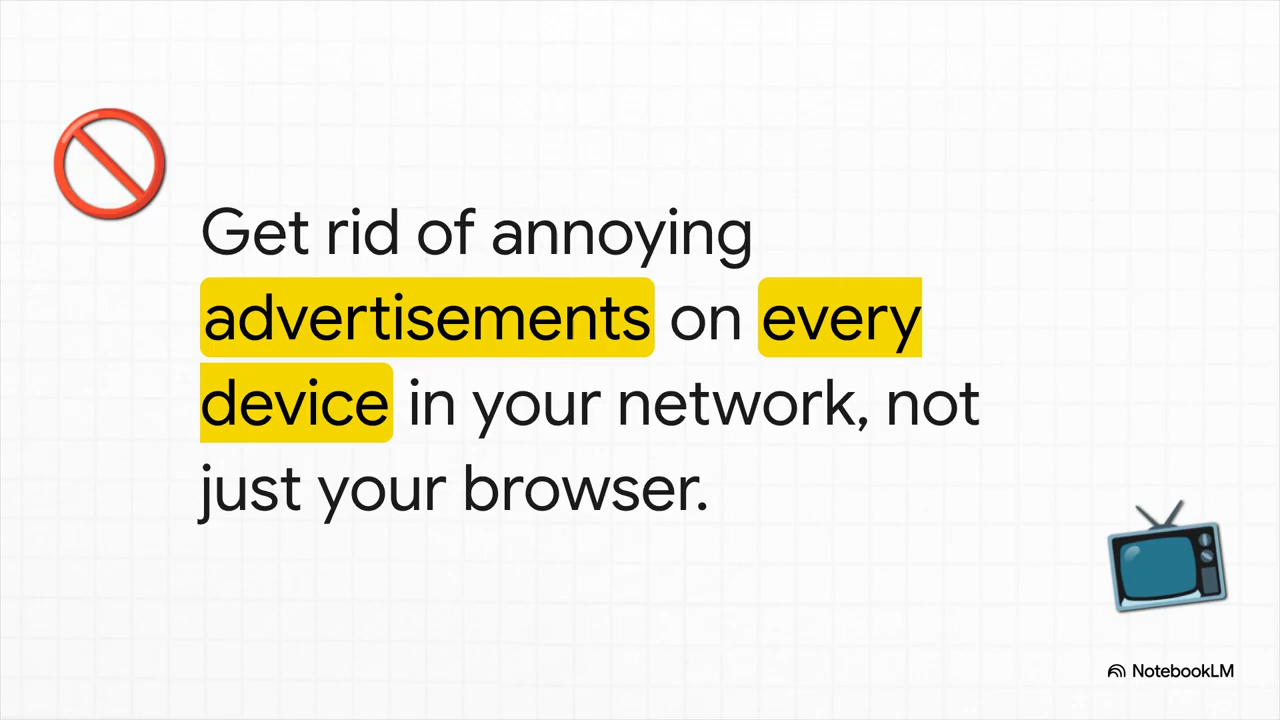 Get rid of annoying
advertisements on every
device in your network, not
just your browser.
NotebookLM